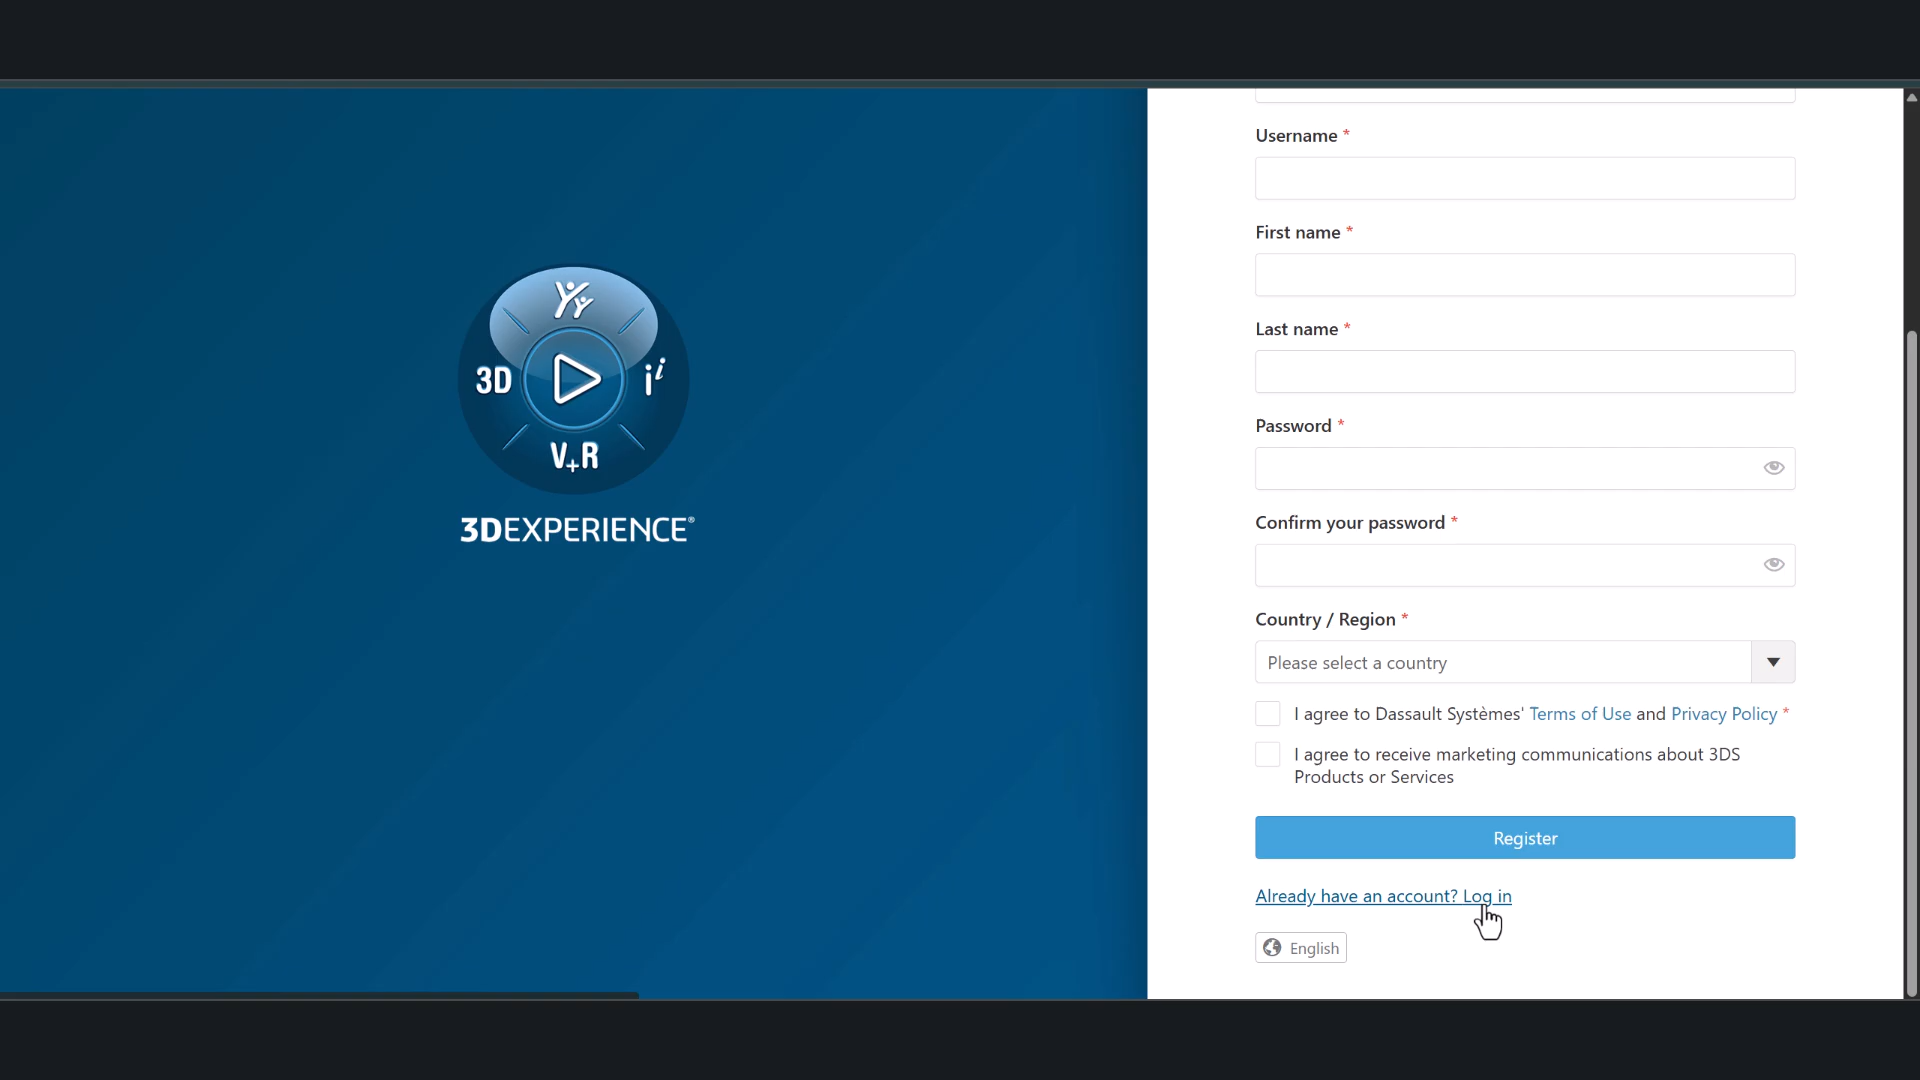 3D
i i
V+R
3DEXPERIENCE®
Username *
First name *
Last name *
Password *
Confirm your password *
Country / Region *
Please select a country
I agree to Dassault Systèmes' Terms of Use and Privacy Policy *
I agree to receive marketing communications about 3DS
Products or Services
Register
Already have an account? Log in
English